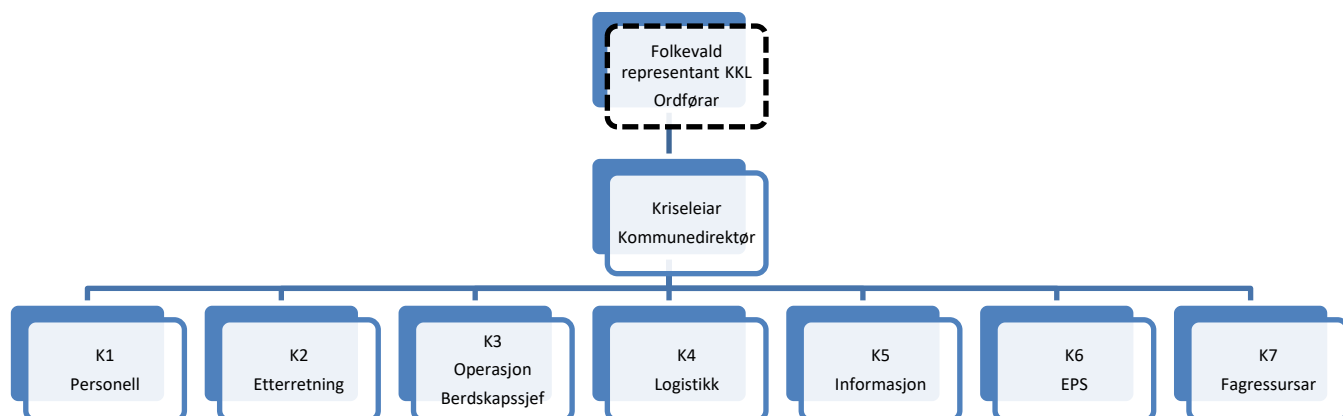 Folkevald
representant KKL
Ordførar
Kriseleiar
Kommunedirektør
K1
Personell
K2
Etterretning
K3
Operasjon
Berdskapssjef
K4
Logistikk
K5
Informasjon
K6
EPS
K7
Fagressursar